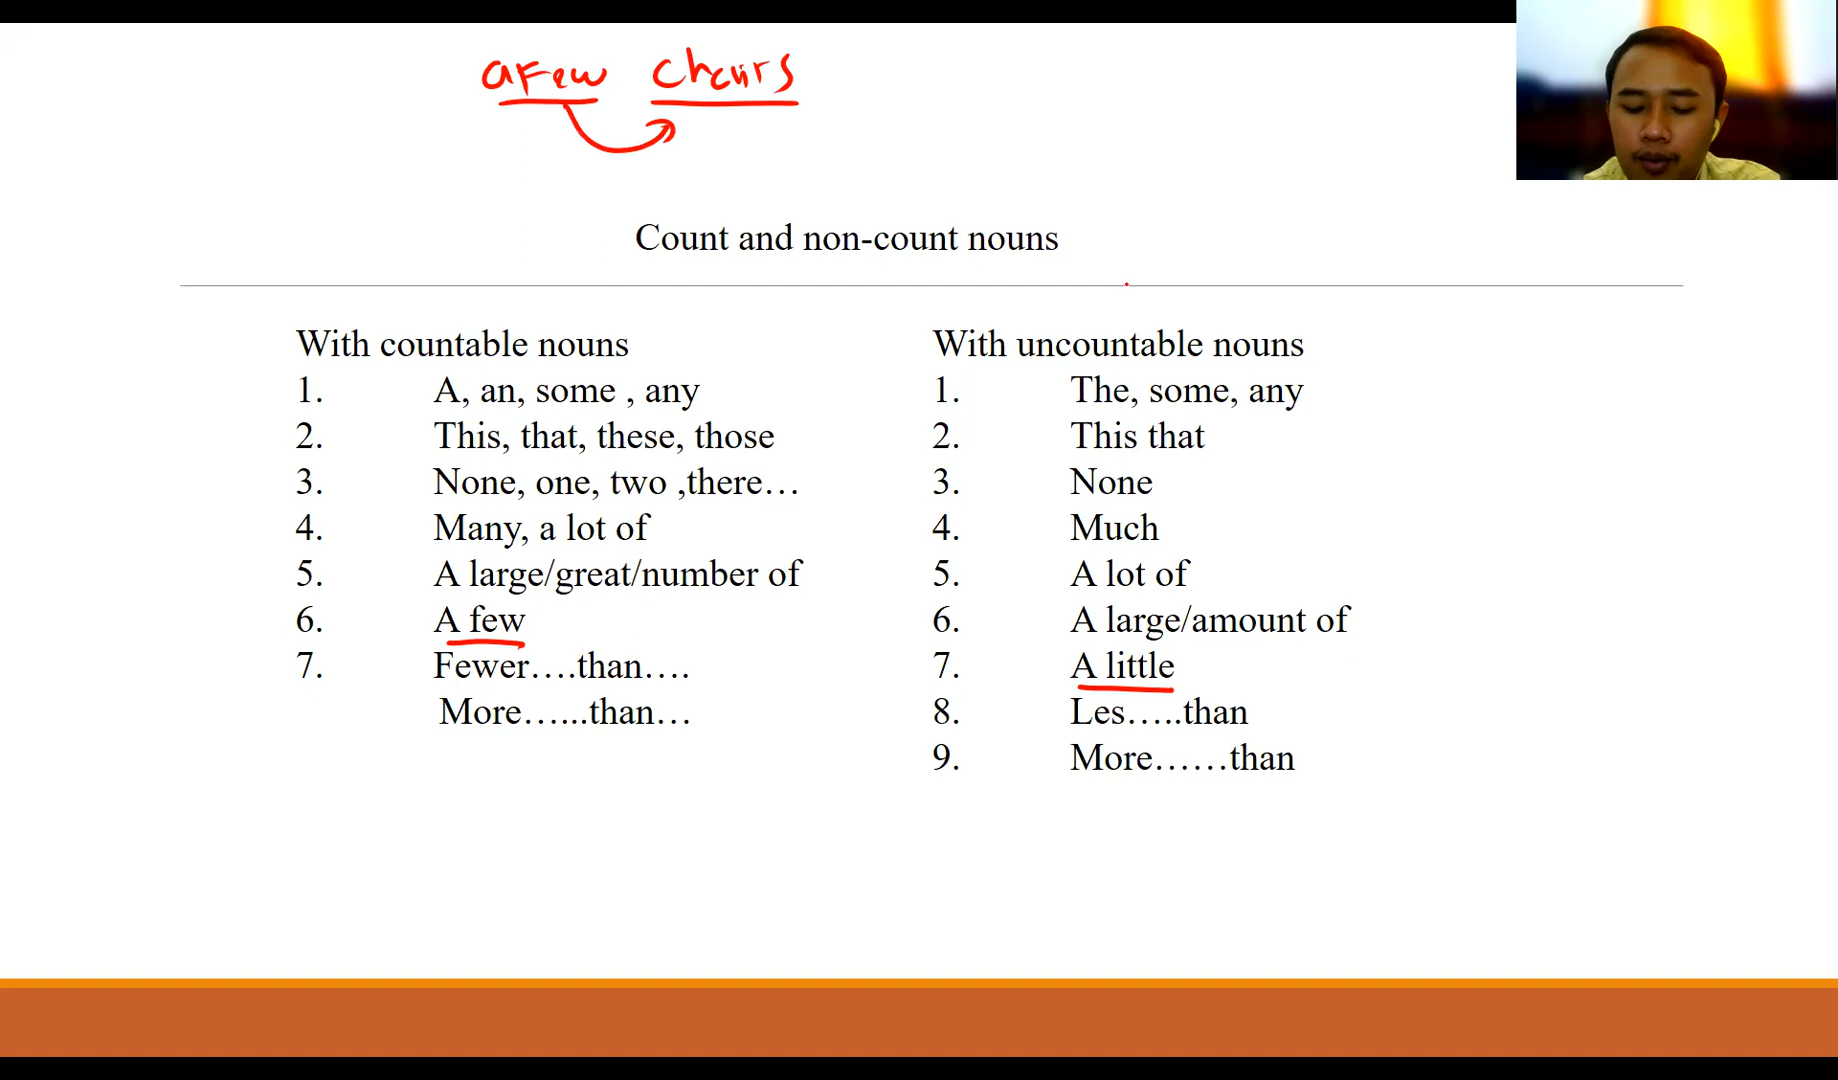 a Few chairs
Count and non-count nouns
With countable nouns
1. A, an, some , any
2. This, that, these, those
3. None, one, two ,there…
4. Many, a lot of
5. A large/great/number of
6. A few
7. Fewer….than….
More…...than…
With uncountable nouns
1. The, some, any
2. This that
3. None
4. Much
5. A lot of
6. A large/amount of
7. A little
8. Les…..than
9. More……than